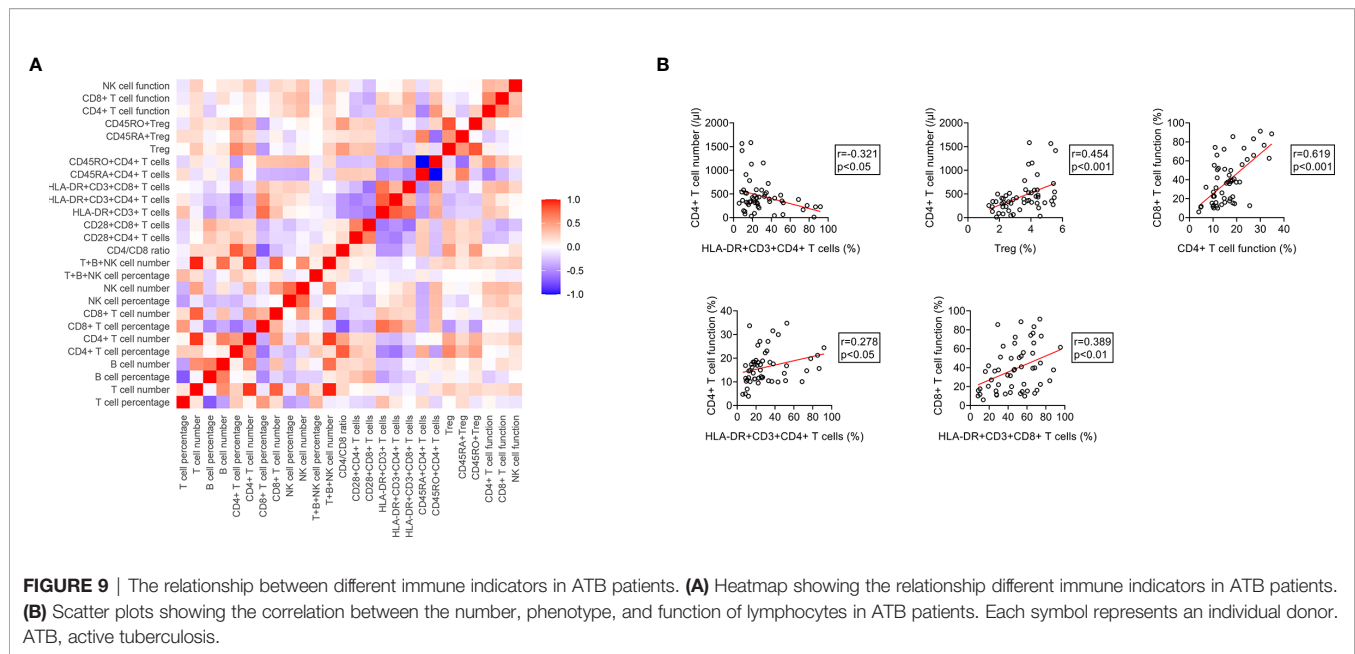 A
NK cell function
CD8+ T cell function
CD4+ T cell function
CD45RO+Treg
CD45RA+Treg
Treg
CD45RO+CD4+ T cells
CD45RA+CD4+ T cells
HLA-DR+CD3+CD8+ T cells
HLA-DR+CD3+CD4+ T cells
HLA-DR+CD3+ T cells
CD28+CD8+ T cells
CD28+CD4+ T cells
CD4/CD8 ratio
T+B+NK cell number
T+B+NK cell percentage
NK cell number
NK cell percentage
CD8+ T cell number
CD8+ T cell percentage
CD4+ T cell number
CD4+ T cell percentage
B cell number
B cell percentage
T cell number
T cell percentage
T cell percentage
T cell number
B cell percentage
B cell number
CD4+ T cell percentage
CD4+ T cell number
CD8+ T cell percentage
CD8+ T cell number
NK cell percentage
NK cell number
T+B+NK cell percentage
T+B+NK cell number
CD4/CD8 ratio
CD28+CD4+ T cells
CD28+CD8+ T cells
HLA-DR+CD3+ T cells
HLA-DR+CD3+CD4+ T cells
HLA-DR+CD3+CD8+ T cells
CD45RA+CD4+ T cells
CD45RO+CD4+ T cells
Treg
CD45RA+Treg
CD45RO+Treg
CD4+ T cell function
CD8+ T cell function
NK cell function
1.0
0.5
0.0
-0.5
-1.0
B
CD4+ T cell number (/μl)
2000
1500
1000
500
0
0 20 40 60 80 100
HLA-DR+CD3+CD4+ T cells (%)
r=-0.321
p<0.05
CD4+ T cell number (/μl)
2000
1500
1000
500
0
0 2 4 6
Treg (%)
r=0.454
p<0.001
CD8+ T cell function (%)
100
80
60
40
20
0
0 10 20 30 40
CD4+ T cell function (%)
r=0.619
p<0.001
CD4+ T cell function (%)
40
30
20
10
0
0 20 40 60 80 100
HLA-DR+CD3+CD4+ T cells (%)
r=0.278
p<0.05
CD8+ T cell function (%)
100
80
60
40
20
0
0 20 40 60 80 100
HLA-DR+CD3+CD8+ T cells (%)
r=0.389
p<0.01
FIGURE 9 | The relationship between different immune indicators in ATB patients. (A) Heatmap showing the relationship different immune indicators in ATB patients.
(B) Scatter plots showing the correlation between the number, phenotype, and function of lymphocytes in ATB patients. Each symbol represents an individual donor.
ATB, active tuberculosis.